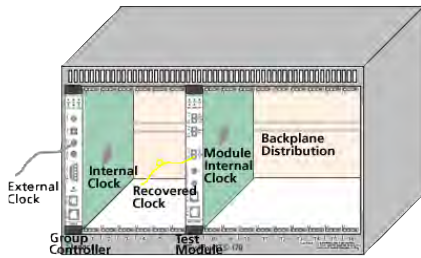 External
Clock
Internal
Clock
Recovered
Clock
Module
Internal
Clock
Backplane
Distribution
Group
Controller
Test
Module